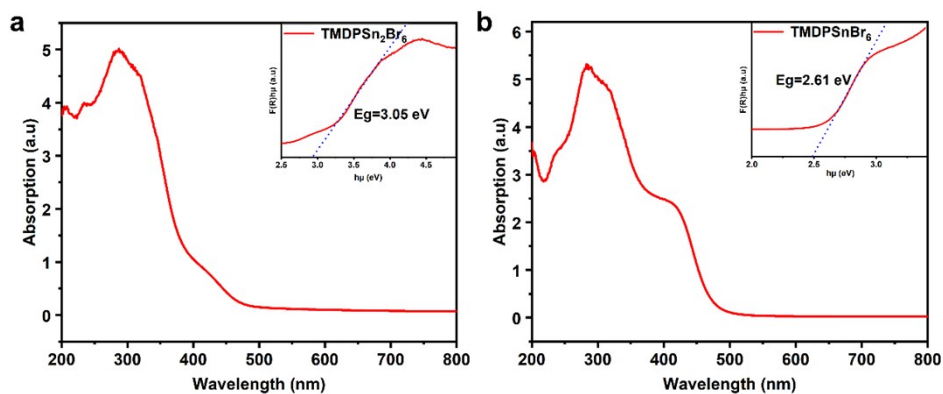 a
TMDPSn₂Br₆
Eg=3.05 eV
F(R)hμ (a.u)
2.5 3.0 3.5 4.0 4.5
hμ (eV)
5
4
3
2
1
0
Absorption (a.u)
200 300 400 500 600 700 800
Wavelength (nm)
b
TMDPSnBr₆
Eg=2.61 eV
F(R)hμ (a.u)
2.0 3.0
hμ (eV)
6
5
4
3
2
1
0
Absorption (a.u)
200 300 400 500 600 700 800
Wavelength (nm)